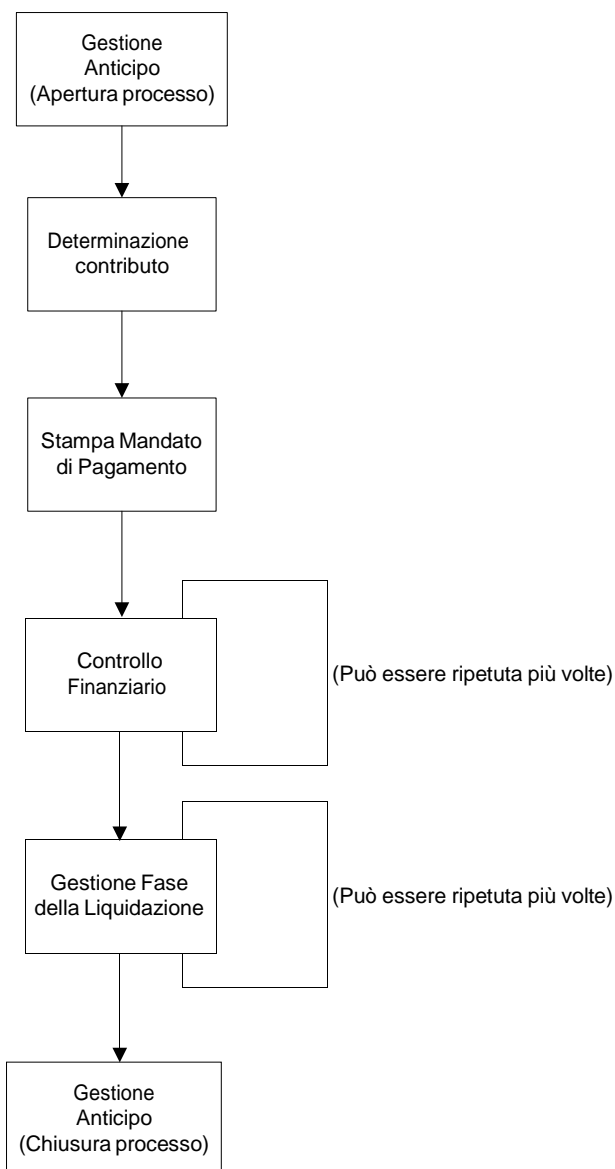 Gestione
Anticipo
(Apertura processo)
Determinazione
contributo
Stampa Mandato
di Pagamento
Controllo
Finanziario
(Può essere ripetuta più volte)
Gestione Fase
della Liquidazione
(Può essere ripetuta più volte)
Gestione
Anticipo
(Chiusura processo)